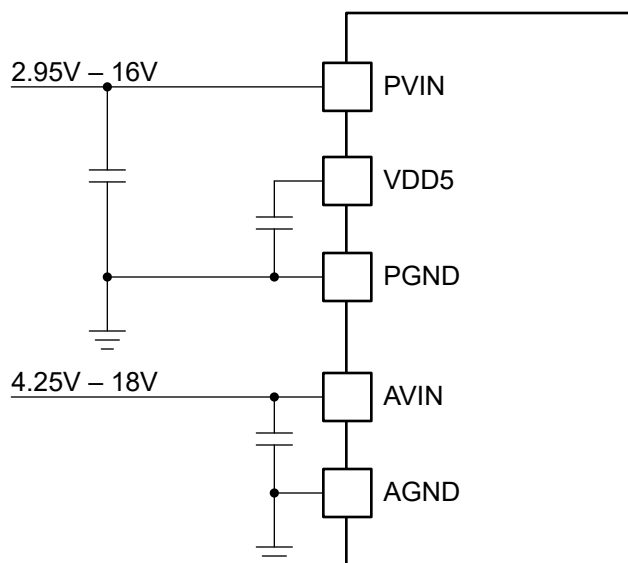 2.95V – 16V
PVIN
VDD5
PGND
4.25V – 18V
AVIN
AGND